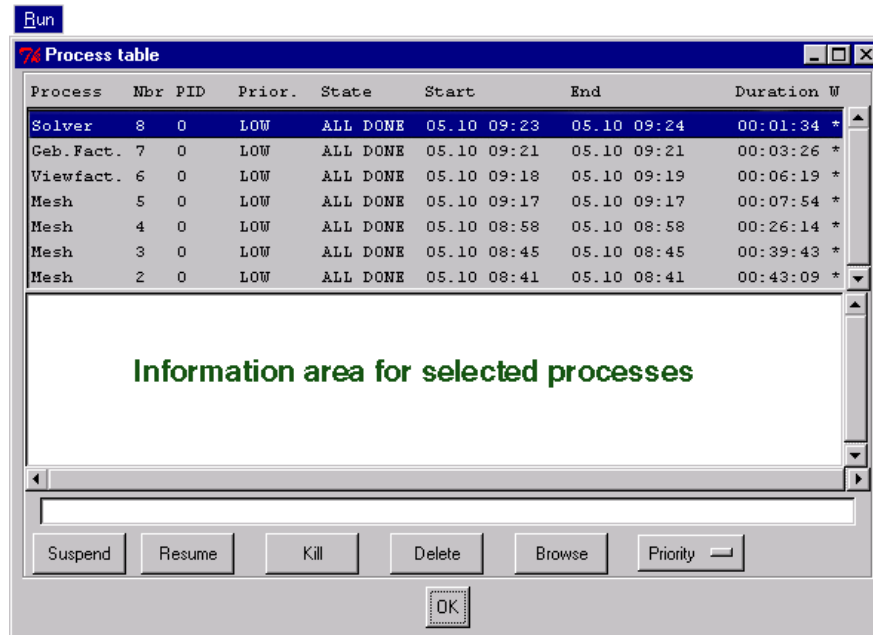 Run
Process table
Process Nbr PID Prior. State Start End Duration W
Solver 8 0 LOW ALL DONE 05.10 09:23 05.10 09:24 00:01:34 *
Geb.Fact. 7 0 LOW ALL DONE 05.10 09:21 05.10 09:21 00:03:26 *
Viewfact. 6 0 LOW ALL DONE 05.10 09:18 05.10 09:19 00:06:19 *
Mesh 5 0 LOW ALL DONE 05.10 09:17 05.10 09:17 00:07:54 *
Mesh 4 0 LOW ALL DONE 05.10 08:58 05.10 08:58 00:26:14 *
Mesh 3 0 LOW ALL DONE 05.10 08:45 05.10 08:45 00:39:43 *
Mesh 2 0 LOW ALL DONE 05.10 08:41 05.10 08:41 00:43:09 *
Information area for selected processes
Suspend Resume Kill Delete Browse Priority
OK